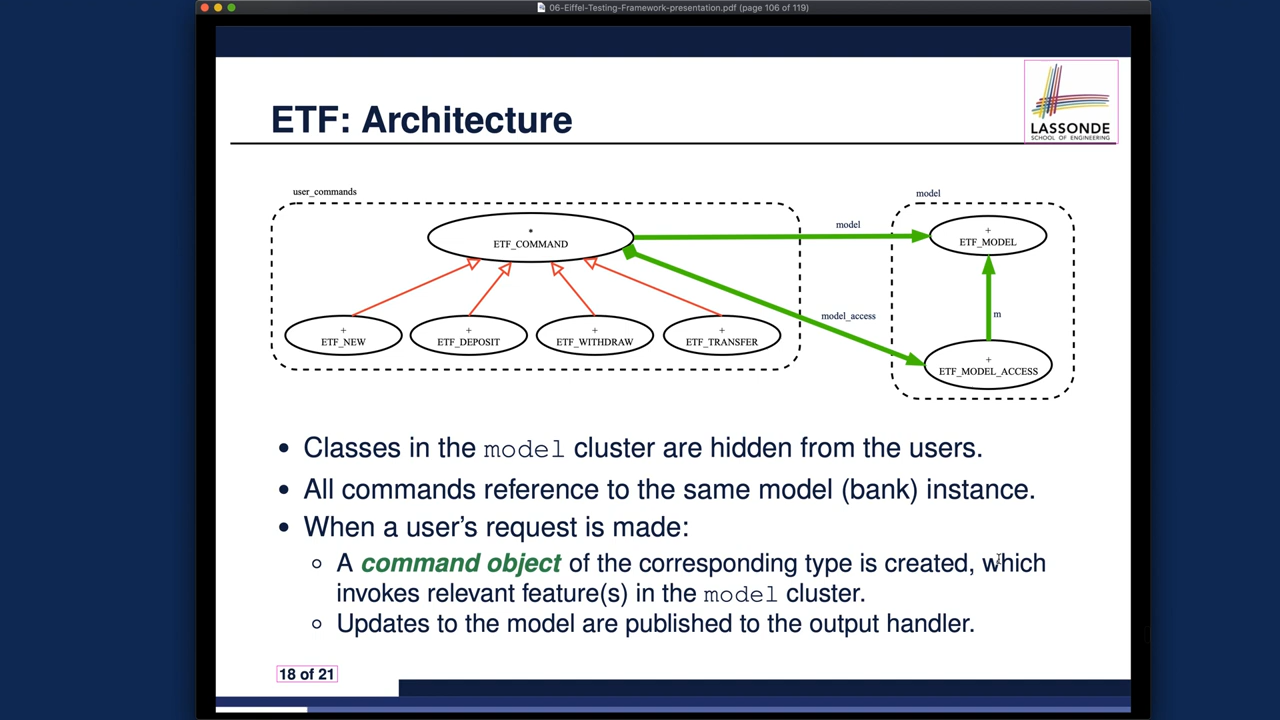 06-Eiffel-Testing-Framework-presentation.pdf (page 106 of 119)
ETF: Architecture
LASSONDE
SCHOOL OF ENGINEERING
user_commands
model
*
ETF_COMMAND
model
+
ETF_MODEL
model_access
m
+
ETF_NEW
+
ETF_DEPOSIT
+
ETF_WITHDRAW
+
ETF_TRANSFER
+
ETF_MODEL_ACCESS
• Classes in the model cluster are hidden from the users.
• All commands reference to the same model (bank) instance.
• When a user's request is made:
◦ A command object of the corresponding type is created, which
invokes relevant feature(s) in the model cluster.
◦ Updates to the model are published to the output handler.
18 of 21